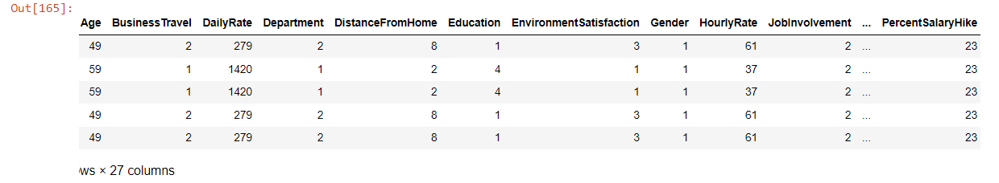 Out[165]:
Age BusinessTravel DailyRate Department DistanceFromHome Education EnvironmentSatisfaction Gender HourlyRate JobInvolvement ... PercentSalaryHike
49 2 279 2 8 1 3 1 61 2 ... 23
59 1 1420 1 2 4 1 1 37 2 ... 23
59 1 1420 1 2 4 1 1 37 2 ... 23
49 2 279 2 8 1 3 1 61 2 ... 23
49 2 279 2 8 1 3 1 61 2 ... 23
ws × 27 columns